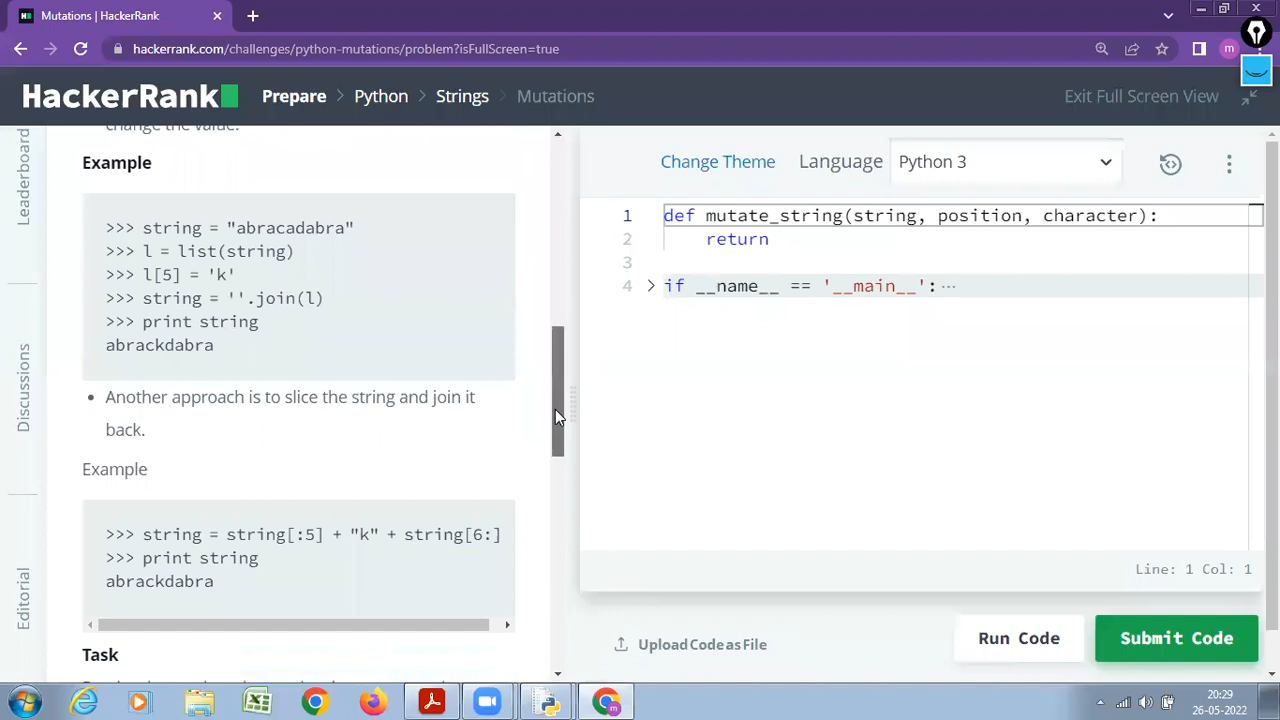 Mutations | HackerRank
hackerrank.com/challenges/python-mutations/problem?isFullScreen=true
m
HackerRank
Prepare > Python > Strings > Mutations
Exit Full Screen View
Leaderboard
Discussions
Editorial
change the value.
Example
>>> string = "abracadabra"
>>> l = list(string)
>>> l[5] = 'k'
>>> string = ''.join(l)
>>> print string
abrackdabra
Another approach is to slice the string and join it
back.
Example
>>> string = string[:5] + "k" + string[6:]
>>> print string
abrackdabra
Task
Change Theme Language Python 3
1 def mutate_string(string, position, character):
2 return
3
4 if __name__ == '__main__': ...
Line: 1 Col: 1
Upload Code as File
Run Code
Submit Code
m
20:29
26-05-2022